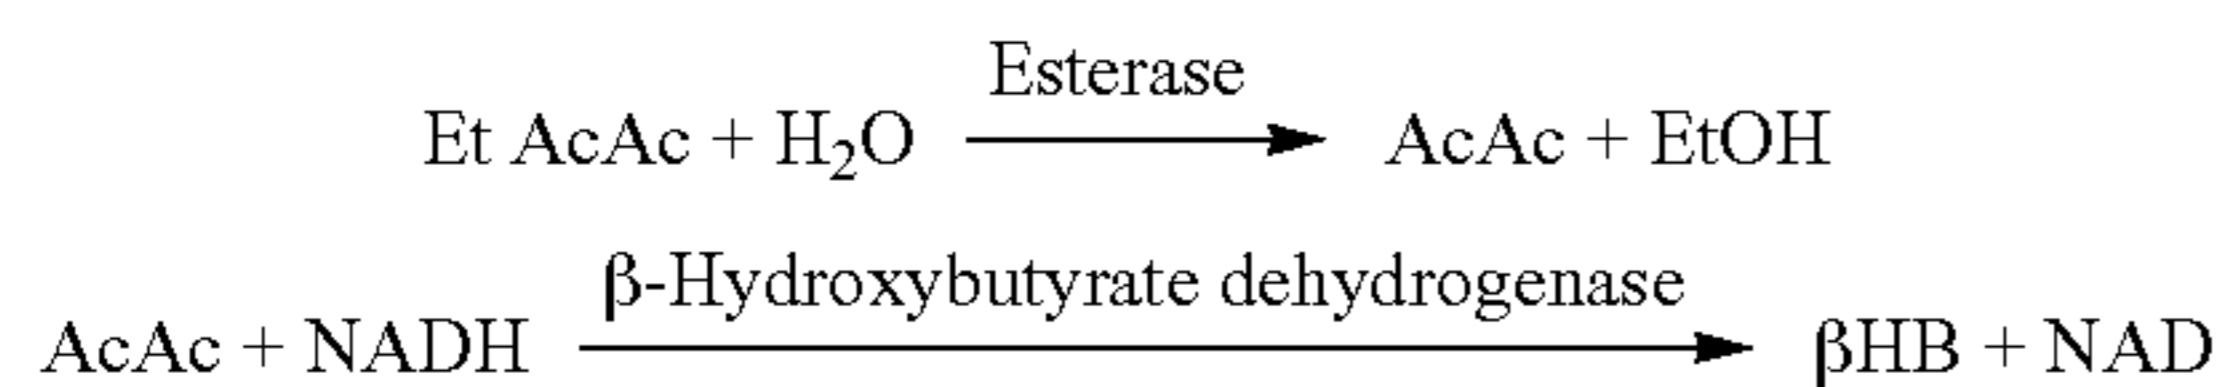 Esterase
Et AcAc + H₂O ⟶ AcAc + EtOH
β-Hydroxybutyrate dehydrogenase
AcAc + NADH ⟶ βHB + NAD